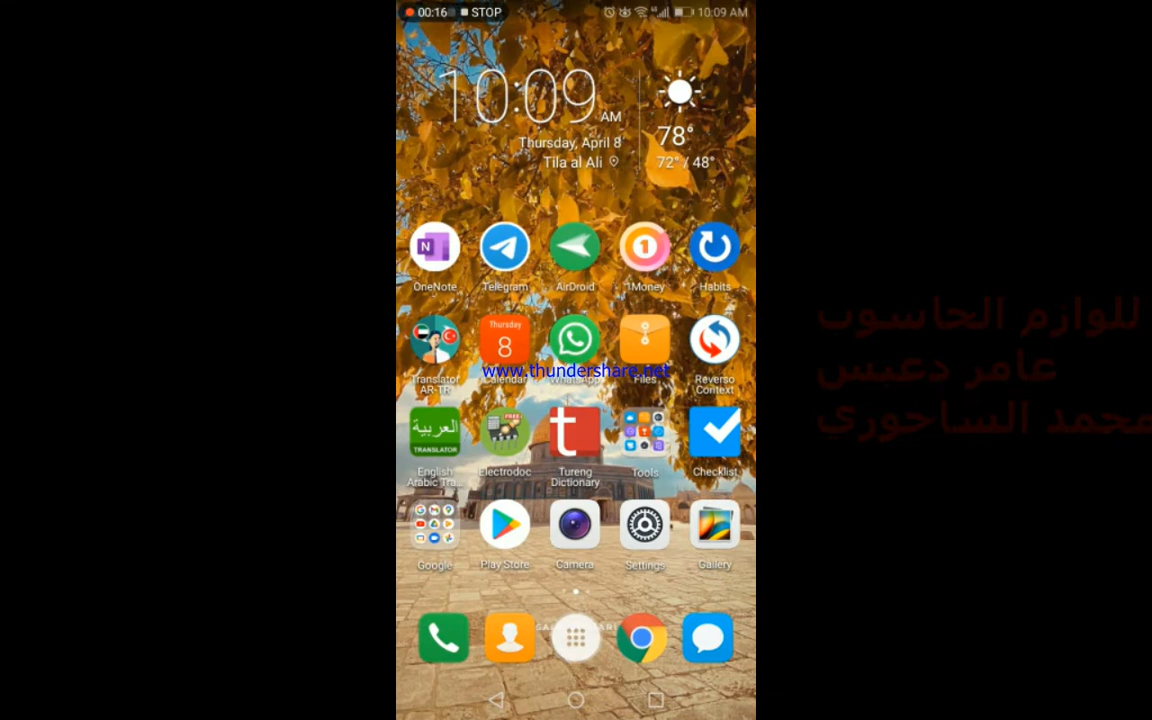 00:16 STOP
10:09 AM
10:09 AM
Thursday, April 8
Tila al Ali
78°
72° / 48°
OneNote
Telegram
AirDroid
1Money
Habits
Thursday
8
Translator AR-TR
Calendar
WhatsApp
Files
Reverso Context
www.thundershare.net
العربية
TRANSLATOR
FREE
English Arabic Tra...
Electrodoc
Tureng Dictionary
Tools
Checklist
Google
Play Store
Camera
Settings
Gallery
للوازم الحاسوب
عامر دعيس
محمد الساحوري